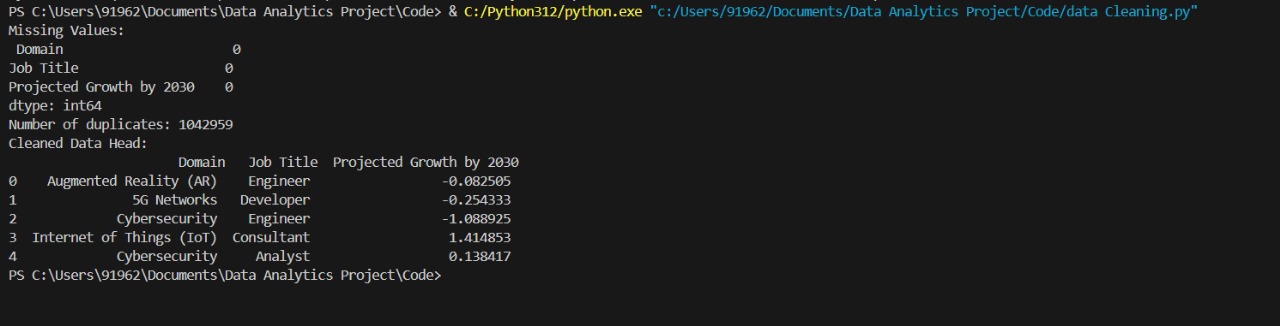 PS C:\Users\91962\Documents\Data Analytics Project\Code> & C:/Python312/python.exe "c:/Users/91962/Documents/Data Analytics Project/Code/data Cleaning.py"
Missing Values:
 Domain                       0
Job Title                    0
Projected Growth by 2030    0
dtype: int64
Number of duplicates: 1042959
Cleaned Data Head:
                    Domain   Job Title  Projected Growth by 2030
0    Augmented Reality (AR)    Engineer                 -0.082505
1               5G Networks   Developer                 -0.254333
2             Cybersecurity    Engineer                 -1.088925
3  Internet of Things (IoT)  Consultant                  1.414853
4             Cybersecurity     Analyst                  0.138417
PS C:\Users\91962\Documents\Data Analytics Project\Code>